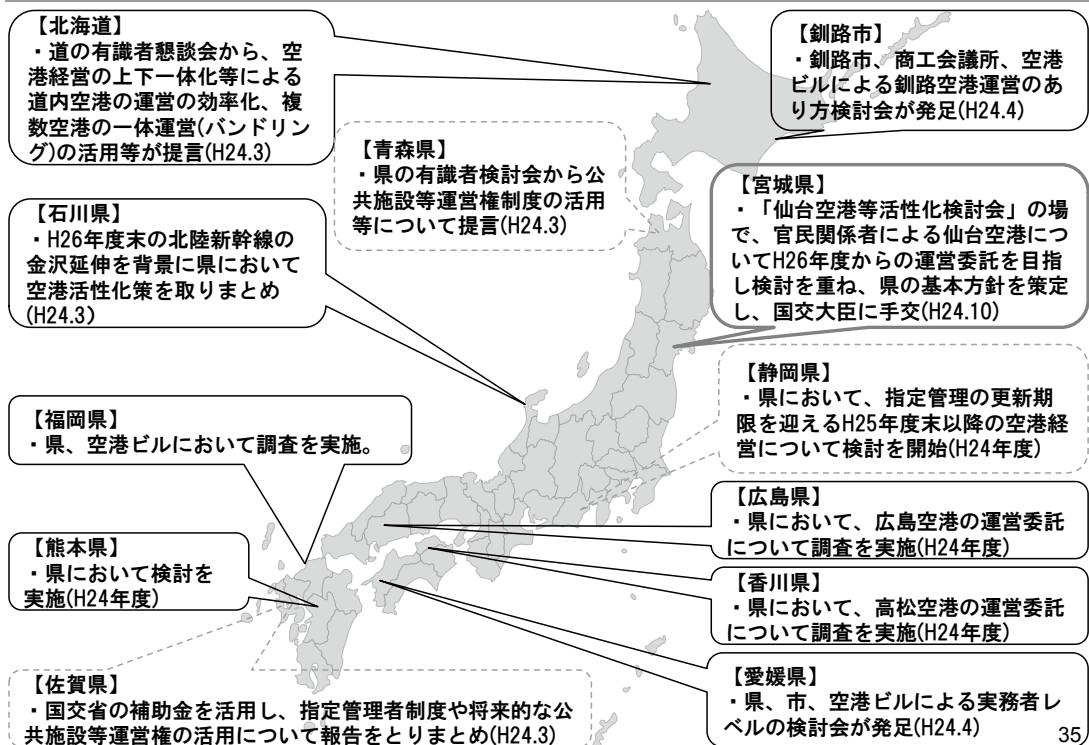 【北海道】
・道の有識者懇談会から、空
港経営の上下一体化等による
道内空港の運営の効率化、複
数空港の一体運営(バンドリン
グ)の活用等が提言(H24.3)
【釧路市】
・釧路市、商工会議所、空港
ビルによる釧路空港運営のあ
り方検討会が発足(H24.4)
【青森県】
・県の有識者検討会から公
共施設等運営権制度の活用
等について提言(H24.3)
【宮城県】
・「仙台空港等活性化検討会」の場
で、官民関係者による仙台空港につ
いてH26年度からの運営委託を目指
し検討を重ね、県の基本方針を策定
し、国交大臣に手交(H24.10)
【石川県】
・H26年度末の北陸新幹線の
金沢延伸を背景に県において
空港活性化策を取りまとめ
(H24.3)
【静岡県】
・県において、指定管理の更新期
限を迎えるH25年度末以降の空港経
営について検討を開始(H24年度)
【福岡県】
・県、空港ビルにおいて調査を実施。
【広島県】
・県において、広島空港の運営委託
について調査を実施(H24年度)
【熊本県】
・県において検討を
実施(H24年度)
【香川県】
・県において、高松空港の運営委託
について調査を実施(H24年度)
【佐賀県】
・国交省の補助金を活用し、指定管理者制度や将来的な公
共施設等運営権の活用について報告をとりまとめ(H24.3)
【愛媛県】
・県、市、空港ビルによる実務者レ
ベルの検討会が発足(H24.4)
35